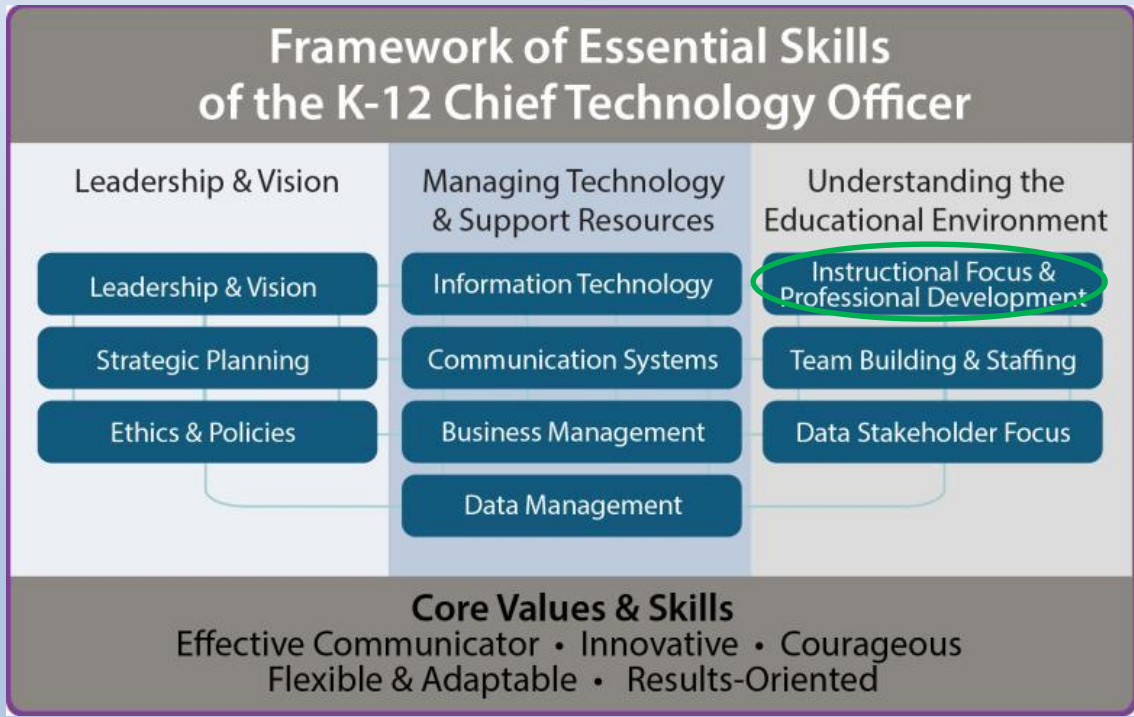 Framework of Essential Skills
of the K-12 Chief Technology Officer
Leadership & Vision
Leadership & Vision
Strategic Planning
Ethics & Policies
Managing Technology
& Support Resources
Information Technology
Communication Systems
Business Management
Data Management
Understanding the
Educational Environment
Instructional Focus &
Professional Development
Team Building & Staffing
Data Stakeholder Focus
Core Values & Skills
Effective Communicator • Innovative • Courageous
Flexible & Adaptable • Results-Oriented